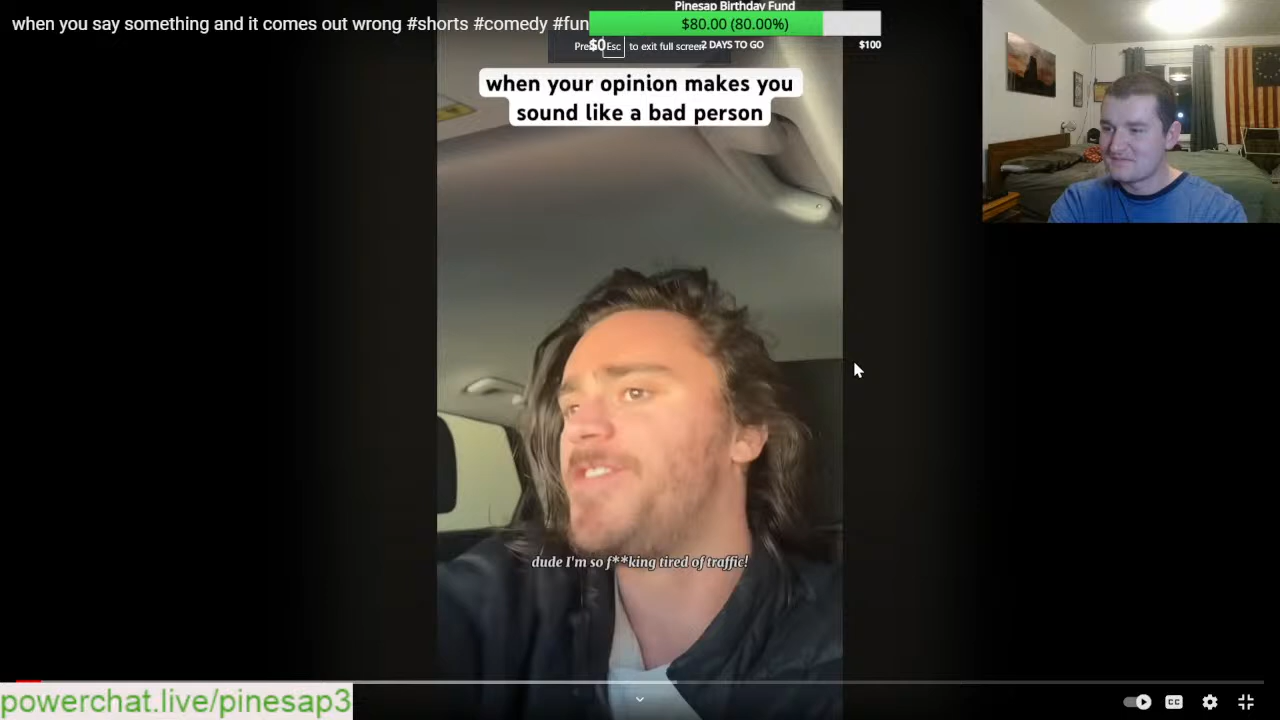 when you say something and it comes out wrong #shorts #comedy #fun
Pinesap Birthday Fund
$80.00 (80.00%)
$0
2 DAYS TO GO
$100
Press Esc to exit full screen
when your opinion makes you
sound like a bad person
dude I'm so f**king tired of traffic!
powerchat.live/pinesap3
CC